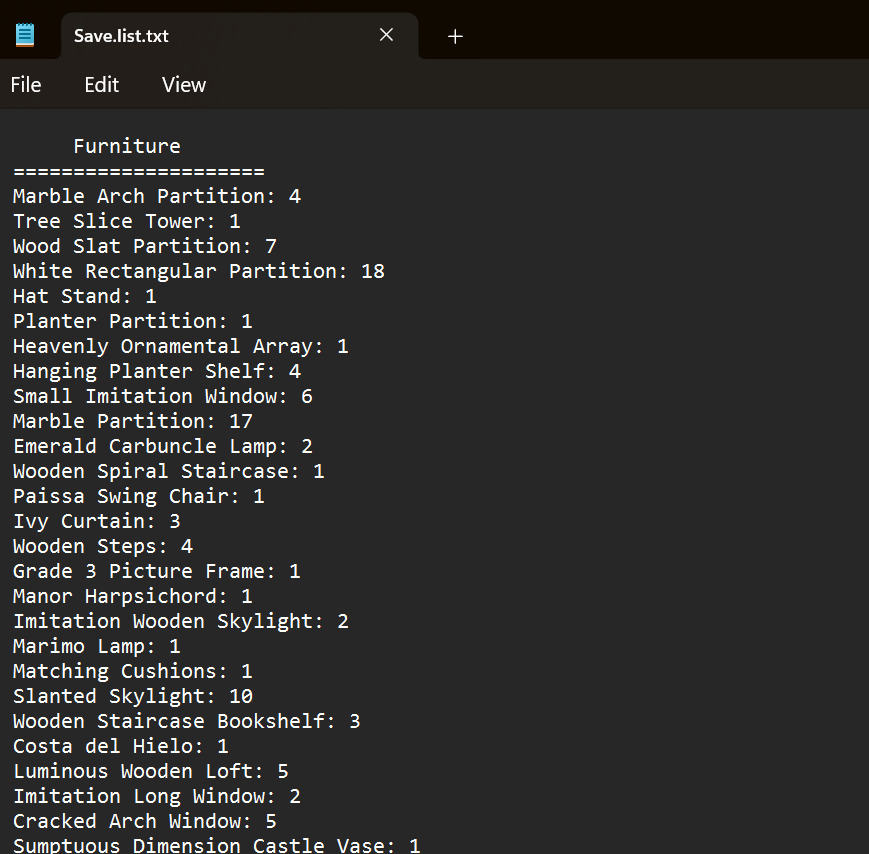 Save.list.txt
File Edit View
Furniture
=====================
Marble Arch Partition: 4
Tree Slice Tower: 1
Wood Slat Partition: 7
White Rectangular Partition: 18
Hat Stand: 1
Planter Partition: 1
Heavenly Ornamental Array: 1
Hanging Planter Shelf: 4
Small Imitation Window: 6
Marble Partition: 17
Emerald Carbuncle Lamp: 2
Wooden Spiral Staircase: 1
Paissa Swing Chair: 1
Ivy Curtain: 3
Wooden Steps: 4
Grade 3 Picture Frame: 1
Manor Harpsichord: 1
Imitation Wooden Skylight: 2
Marimo Lamp: 1
Matching Cushions: 1
Slanted Skylight: 10
Wooden Staircase Bookshelf: 3
Costa del Hielo: 1
Luminous Wooden Loft: 5
Imitation Long Window: 2
Cracked Arch Window: 5
Sumptuous Dimension Castle Vase: 1